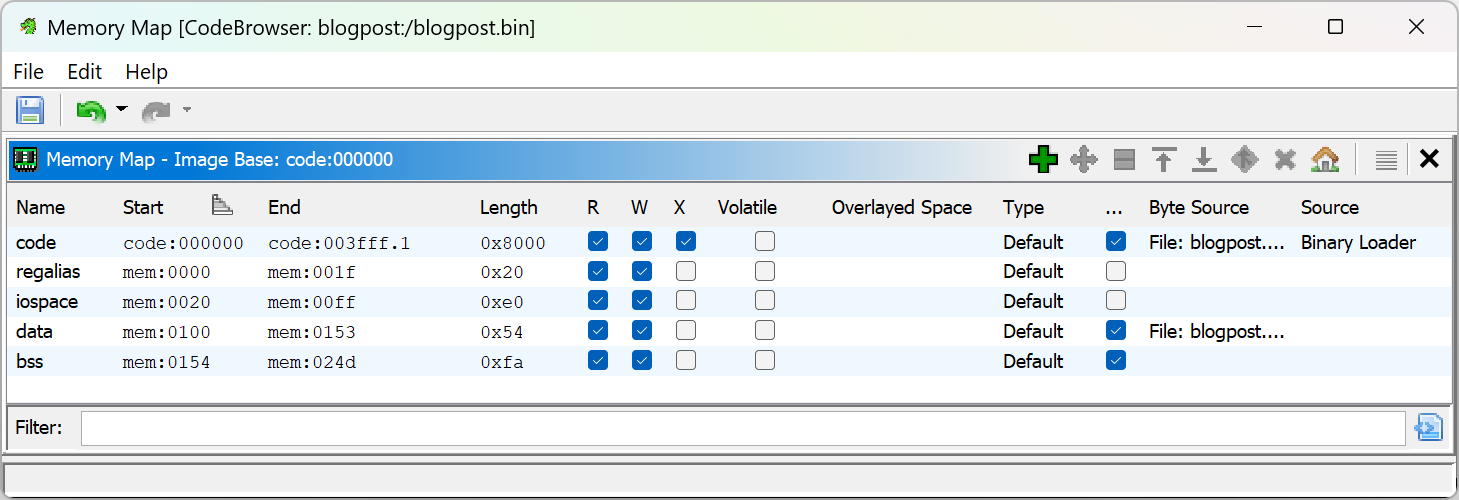 Memory Map [CodeBrowser: blogpost:/blogpost.bin]
File Edit Help
Memory Map - Image Base: code:000000
Name Start End Length R W X Volatile Overlayed Space Type ... Byte Source Source
code code:000000 code:003fff.1 0x8000 Default File: blogpost.... Binary Loader
regalias mem:0000 mem:001f 0x20 Default
iospace mem:0020 mem:00ff 0xe0 Default
data mem:0100 mem:0153 0x54 Default File: blogpost....
bss mem:0154 mem:024d 0xfa Default
Filter: